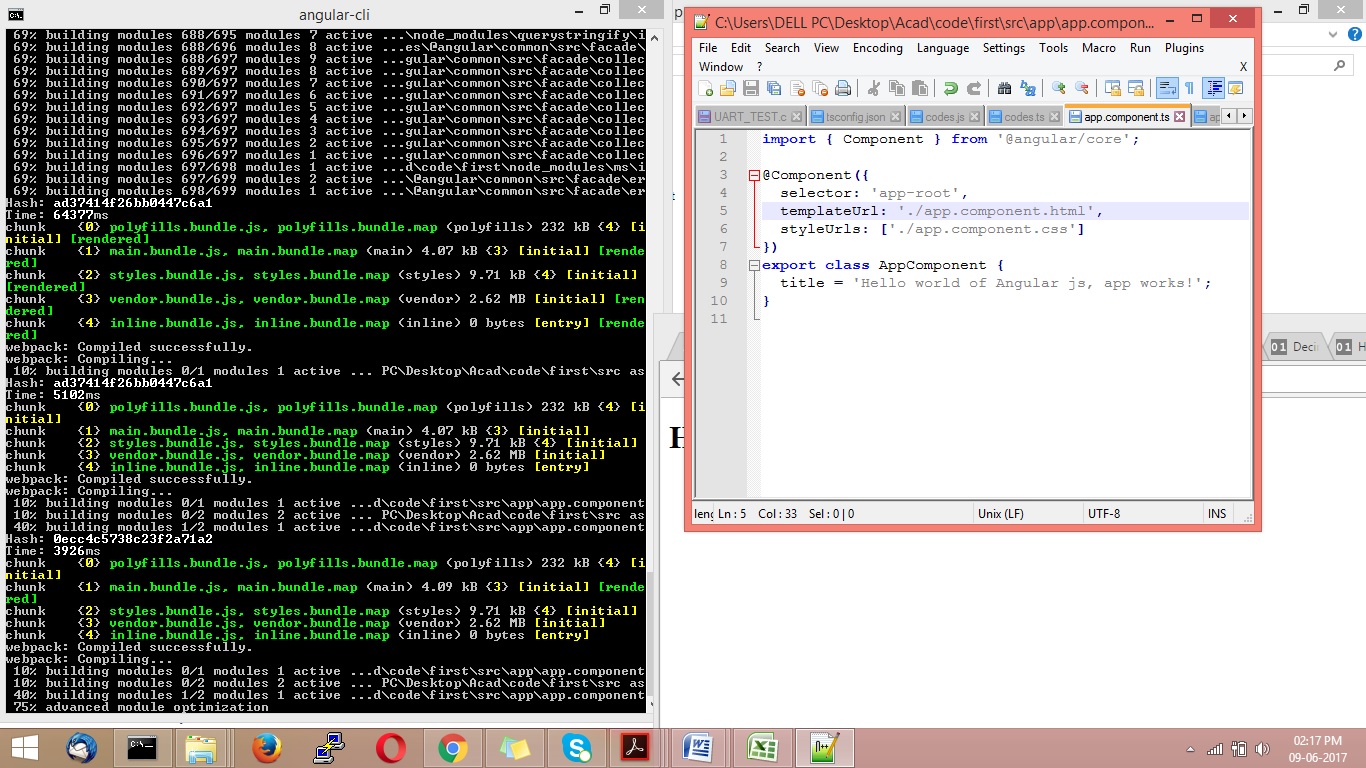 angular-cli
69% building modules 688/695 modules 7 active ...\node_modules\querystringify\i
69% building modules 688/696 modules 8 active ...es\@angular\common\src\facade\
69% building modules 688/697 modules 9 active ...gular\common\src\facade\collec
69% building modules 689/697 modules 8 active ...gular\common\src\facade\collec
69% building modules 690/697 modules 7 active ...gular\common\src\facade\collec
69% building modules 691/697 modules 6 active ...gular\common\src\facade\collec
69% building modules 692/697 modules 5 active ...gular\common\src\facade\collec
69% building modules 693/697 modules 4 active ...gular\common\src\facade\collec
69% building modules 694/697 modules 3 active ...gular\common\src\facade\collec
69% building modules 695/697 modules 2 active ...gular\common\src\facade\collec
69% building modules 696/697 modules 1 active ...gular\common\src\facade\collec
69% building modules 697/698 modules 1 active ...d\code\first\node_modules\ms\i
69% building modules 697/699 modules 2 active ...\@angular\common\src\facade\er
69% building modules 698/699 modules 1 active ...\@angular\common\src\facade\er
Hash: ad37414f26bb0447c6a1
Time: 64377ms
chunk {0} polyfills.bundle.js, polyfills.bundle.map (polyfills) 232 kB {4} [i
nitial] [rendered]
chunk {1} main.bundle.js, main.bundle.map (main) 4.07 kB {3} [initial] [rende
red]
chunk {2} styles.bundle.js, styles.bundle.map (styles) 9.71 kB {4} [initial]
[rendered]
chunk {3} vendor.bundle.js, vendor.bundle.map (vendor) 2.62 MB [initial] [ren
dered]
chunk {4} inline.bundle.js, inline.bundle.map (inline) 0 bytes [entry] [rende
red]
webpack: Compiled successfully.
webpack: Compiling...
10% building modules 0/1 modules 1 active ... PC\Desktop\Acad\code\first\src as
Hash: ad37414f26bb0447c6a1
Time: 5102ms
chunk {0} polyfills.bundle.js, polyfills.bundle.map (polyfills) 232 kB {4} [i
nitial]
chunk {1} main.bundle.js, main.bundle.map (main) 4.07 kB {3} [initial]
chunk {2} styles.bundle.js, styles.bundle.map (styles) 9.71 kB {4} [initial]
chunk {3} vendor.bundle.js, vendor.bundle.map (vendor) 2.62 MB [initial]
chunk {4} inline.bundle.js, inline.bundle.map (inline) 0 bytes [entry]
webpack: Compiled successfully.
webpack: Compiling...
10% building modules 0/1 modules 1 active ...d\code\first\src\app\app.component
10% building modules 0/2 modules 2 active ... PC\Desktop\Acad\code\first\src as
40% building modules 1/2 modules 1 active ...d\code\first\src\app\app.component
Hash: 0ecc4c5738c23f2a71a2
Time: 3926ms
chunk {0} polyfills.bundle.js, polyfills.bundle.map (polyfills) 232 kB {4} [i
nitial]
chunk {1} main.bundle.js, main.bundle.map (main) 4.09 kB {3} [initial] [rende
red]
chunk {2} styles.bundle.js, styles.bundle.map (styles) 9.71 kB {4} [initial]
chunk {3} vendor.bundle.js, vendor.bundle.map (vendor) 2.62 MB [initial]
chunk {4} inline.bundle.js, inline.bundle.map (inline) 0 bytes [entry]
webpack: Compiled successfully.
webpack: Compiling...
10% building modules 0/1 modules 1 active ...d\code\first\src\app\app.component
10% building modules 0/2 modules 2 active ... PC\Desktop\Acad\code\first\src as
40% building modules 1/2 modules 1 active ...d\code\first\src\app\app.component
75% advanced module optimization
C:\Users\DELL PC\Desktop\Acad\code\first\src\app\app.compon...
File Edit Search View Encoding Language Settings Tools Macro Run Plugins
Window ? X
UART_TEST.c tsconfig.json codes.js codes.ts app.component.ts ap
1 import { Component } from '@angular/core';
2
3 @Component({
4 selector: 'app-root',
5 templateUrl: './app.component.html',
6 styleUrls: ['./app.component.css']
7 })
8 export class AppComponent {
9 title = 'Hello world of Angular js, app works!';
10 }
11
leng Ln : 5 Col : 33 Sel : 0 | 0 Unix (LF) UTF-8 INS
01 Deci 01 H
H
02:17 PM
09-06-2017